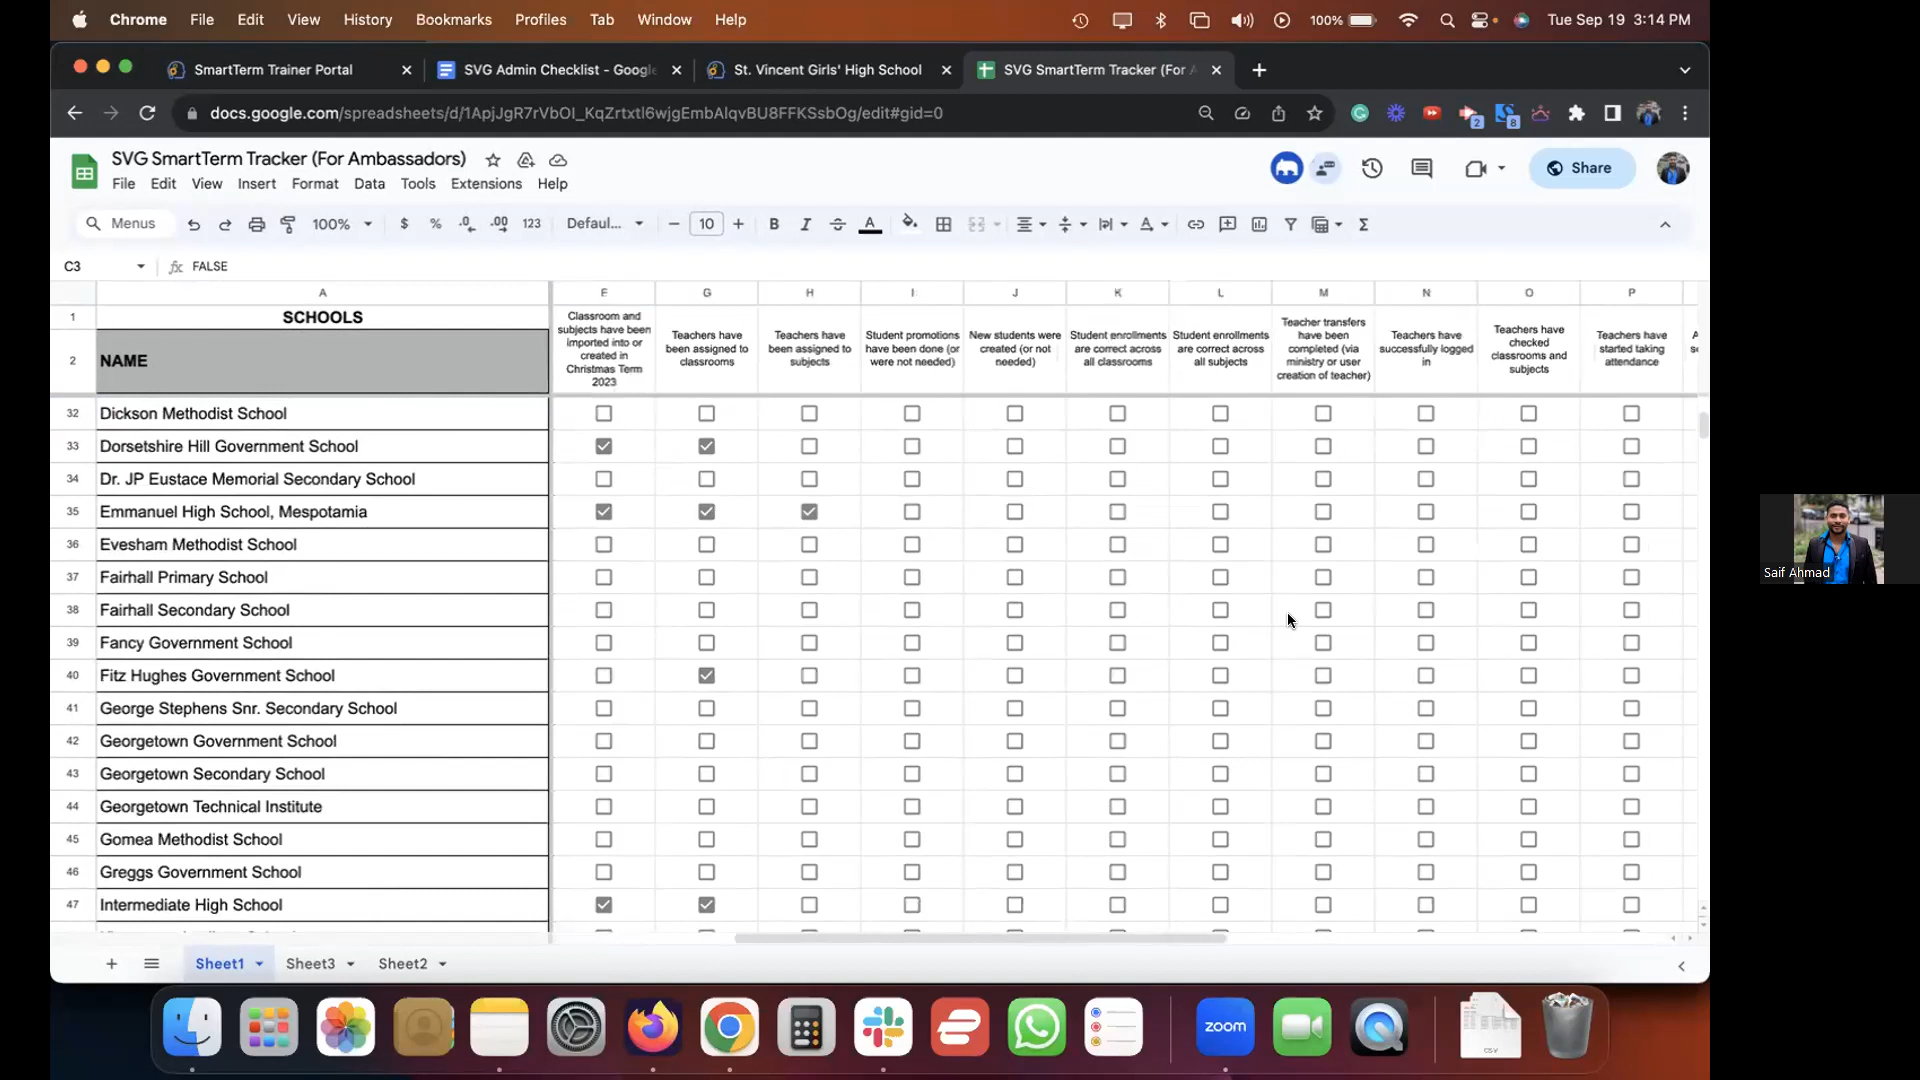 Chrome File Edit View History Bookmarks Profiles Tab Window Help 100% Tue Sep 19 3:14 PM
SmartTerm Trainer Portal SVG Admin Checklist - Google St. Vincent Girls' High School SVG SmartTerm Tracker (For A
docs.google.com/spreadsheets/d/1ApjJgR7rVbOI_KqZrtxtl6wjgEmbAlqvBU8FFKSsbOg/edit#gid=0 2 8
SVG SmartTerm Tracker (For Ambassadors)
Share
File Edit View Insert Format Data Tools Extensions Help
Menus 100% $ % .0 .00 123 Defaul... 10 B I A
C3 fx FALSE
A E G H I J K L M N O P
1 SCHOOLS
2 NAME
Classroom and
subjects have been
imported into or
created in
Christmas Term
2023
Teachers have
been assigned to
classrooms
Teachers have
been assigned to
subjects
Student promotions
have been done (or
were not needed)
New students were
created (or not
needed)
Student enrollments
are correct across
all classrooms
Student enrollments
are correct across
all subjects
Teacher transfers
have been
completed (via
ministry or user
creation of teacher)
Teachers have
successfully logged
in
Teachers have
checked
classrooms and
subjects
Teachers have
started taking
attendance
32 Dickson Methodist School
33 Dorsetshire Hill Government School
34 Dr. JP Eustace Memorial Secondary School
35 Emmanuel High School, Mespotamia
36 Evesham Methodist School
37 Fairhall Primary School
38 Fairhall Secondary School
39 Fancy Government School
40 Fitz Hughes Government School
41 George Stephens Snr. Secondary School
42 Georgetown Government School
43 Georgetown Secondary School
44 Georgetown Technical Institute
45 Gomea Methodist School
46 Greggs Government School
47 Intermediate High School
Sheet1 Sheet3 Sheet2
Saif Ahmad
zoom
CSV